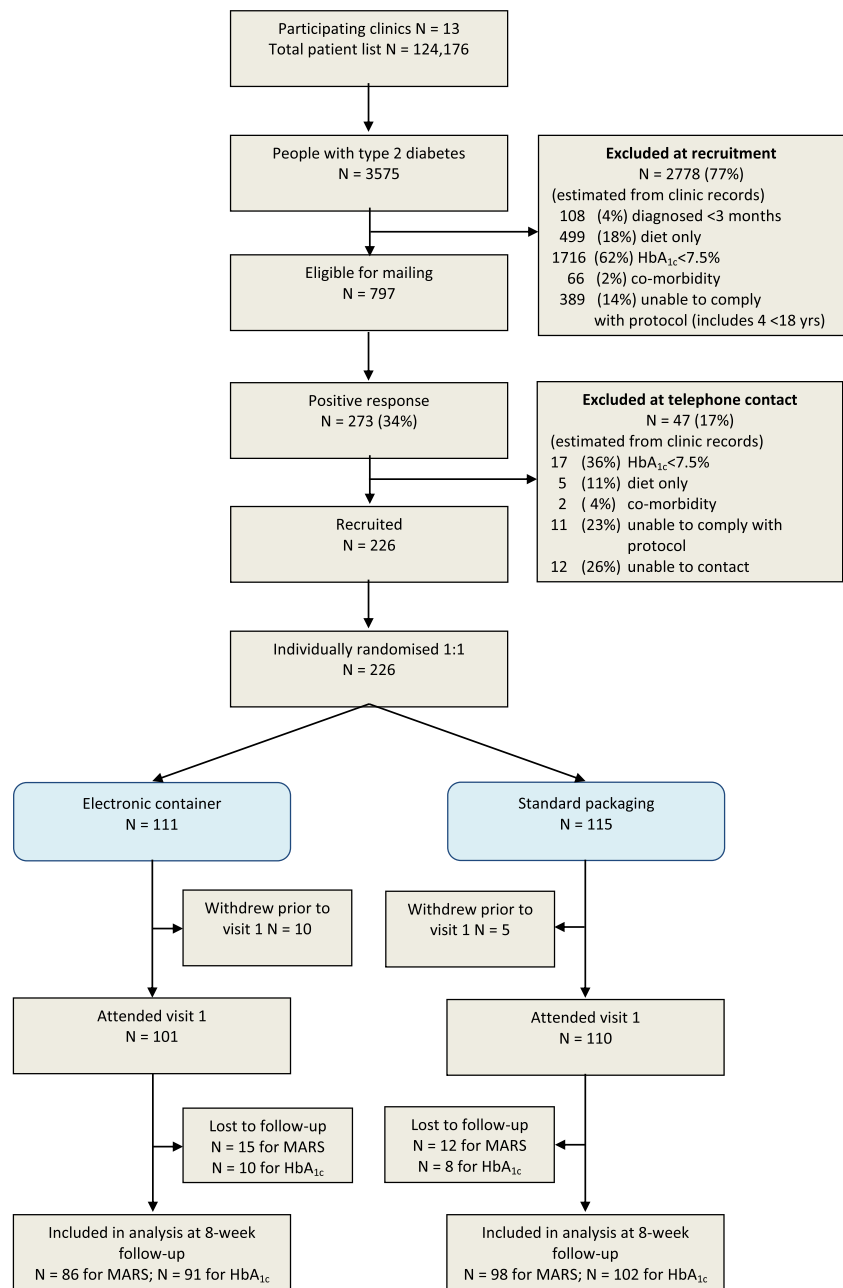 Participating clinics N = 13
Total patient list N = 124,176
People with type 2 diabetes
N = 3575
Excluded at recruitment
N = 2778 (77%)
(estimated from clinic records)
108 (4%) diagnosed <3 months
499 (18%) diet only
1716 (62%) HbA1c<7.5%
66 (2%) co-morbidity
389 (14%) unable to comply
with protocol (includes 4 <18 yrs)
Eligible for mailing
N = 797
Positive response
N = 273 (34%)
Excluded at telephone contact
N = 47 (17%)
(estimated from clinic records)
17 (36%) HbA1c<7.5%
5 (11%) diet only
2 ( 4%) co-morbidity
11 (23%) unable to comply with
protocol
12 (26%) unable to contact
Recruited
N = 226
Individually randomised 1:1
N = 226
Electronic container
N = 111
Standard packaging
N = 115
Withdrew prior to
visit 1 N = 10
Withdrew prior to
visit 1 N = 5
Attended visit 1
N = 101
Attended visit 1
N = 110
Lost to follow-up
N = 15 for MARS
N = 10 for HbA1c
Lost to follow-up
N = 12 for MARS
N = 8 for HbA1c
Included in analysis at 8-week
follow-up
N = 86 for MARS; N = 91 for HbA1c
Included in analysis at 8-week
follow-up
N = 98 for MARS; N = 102 for HbA1c